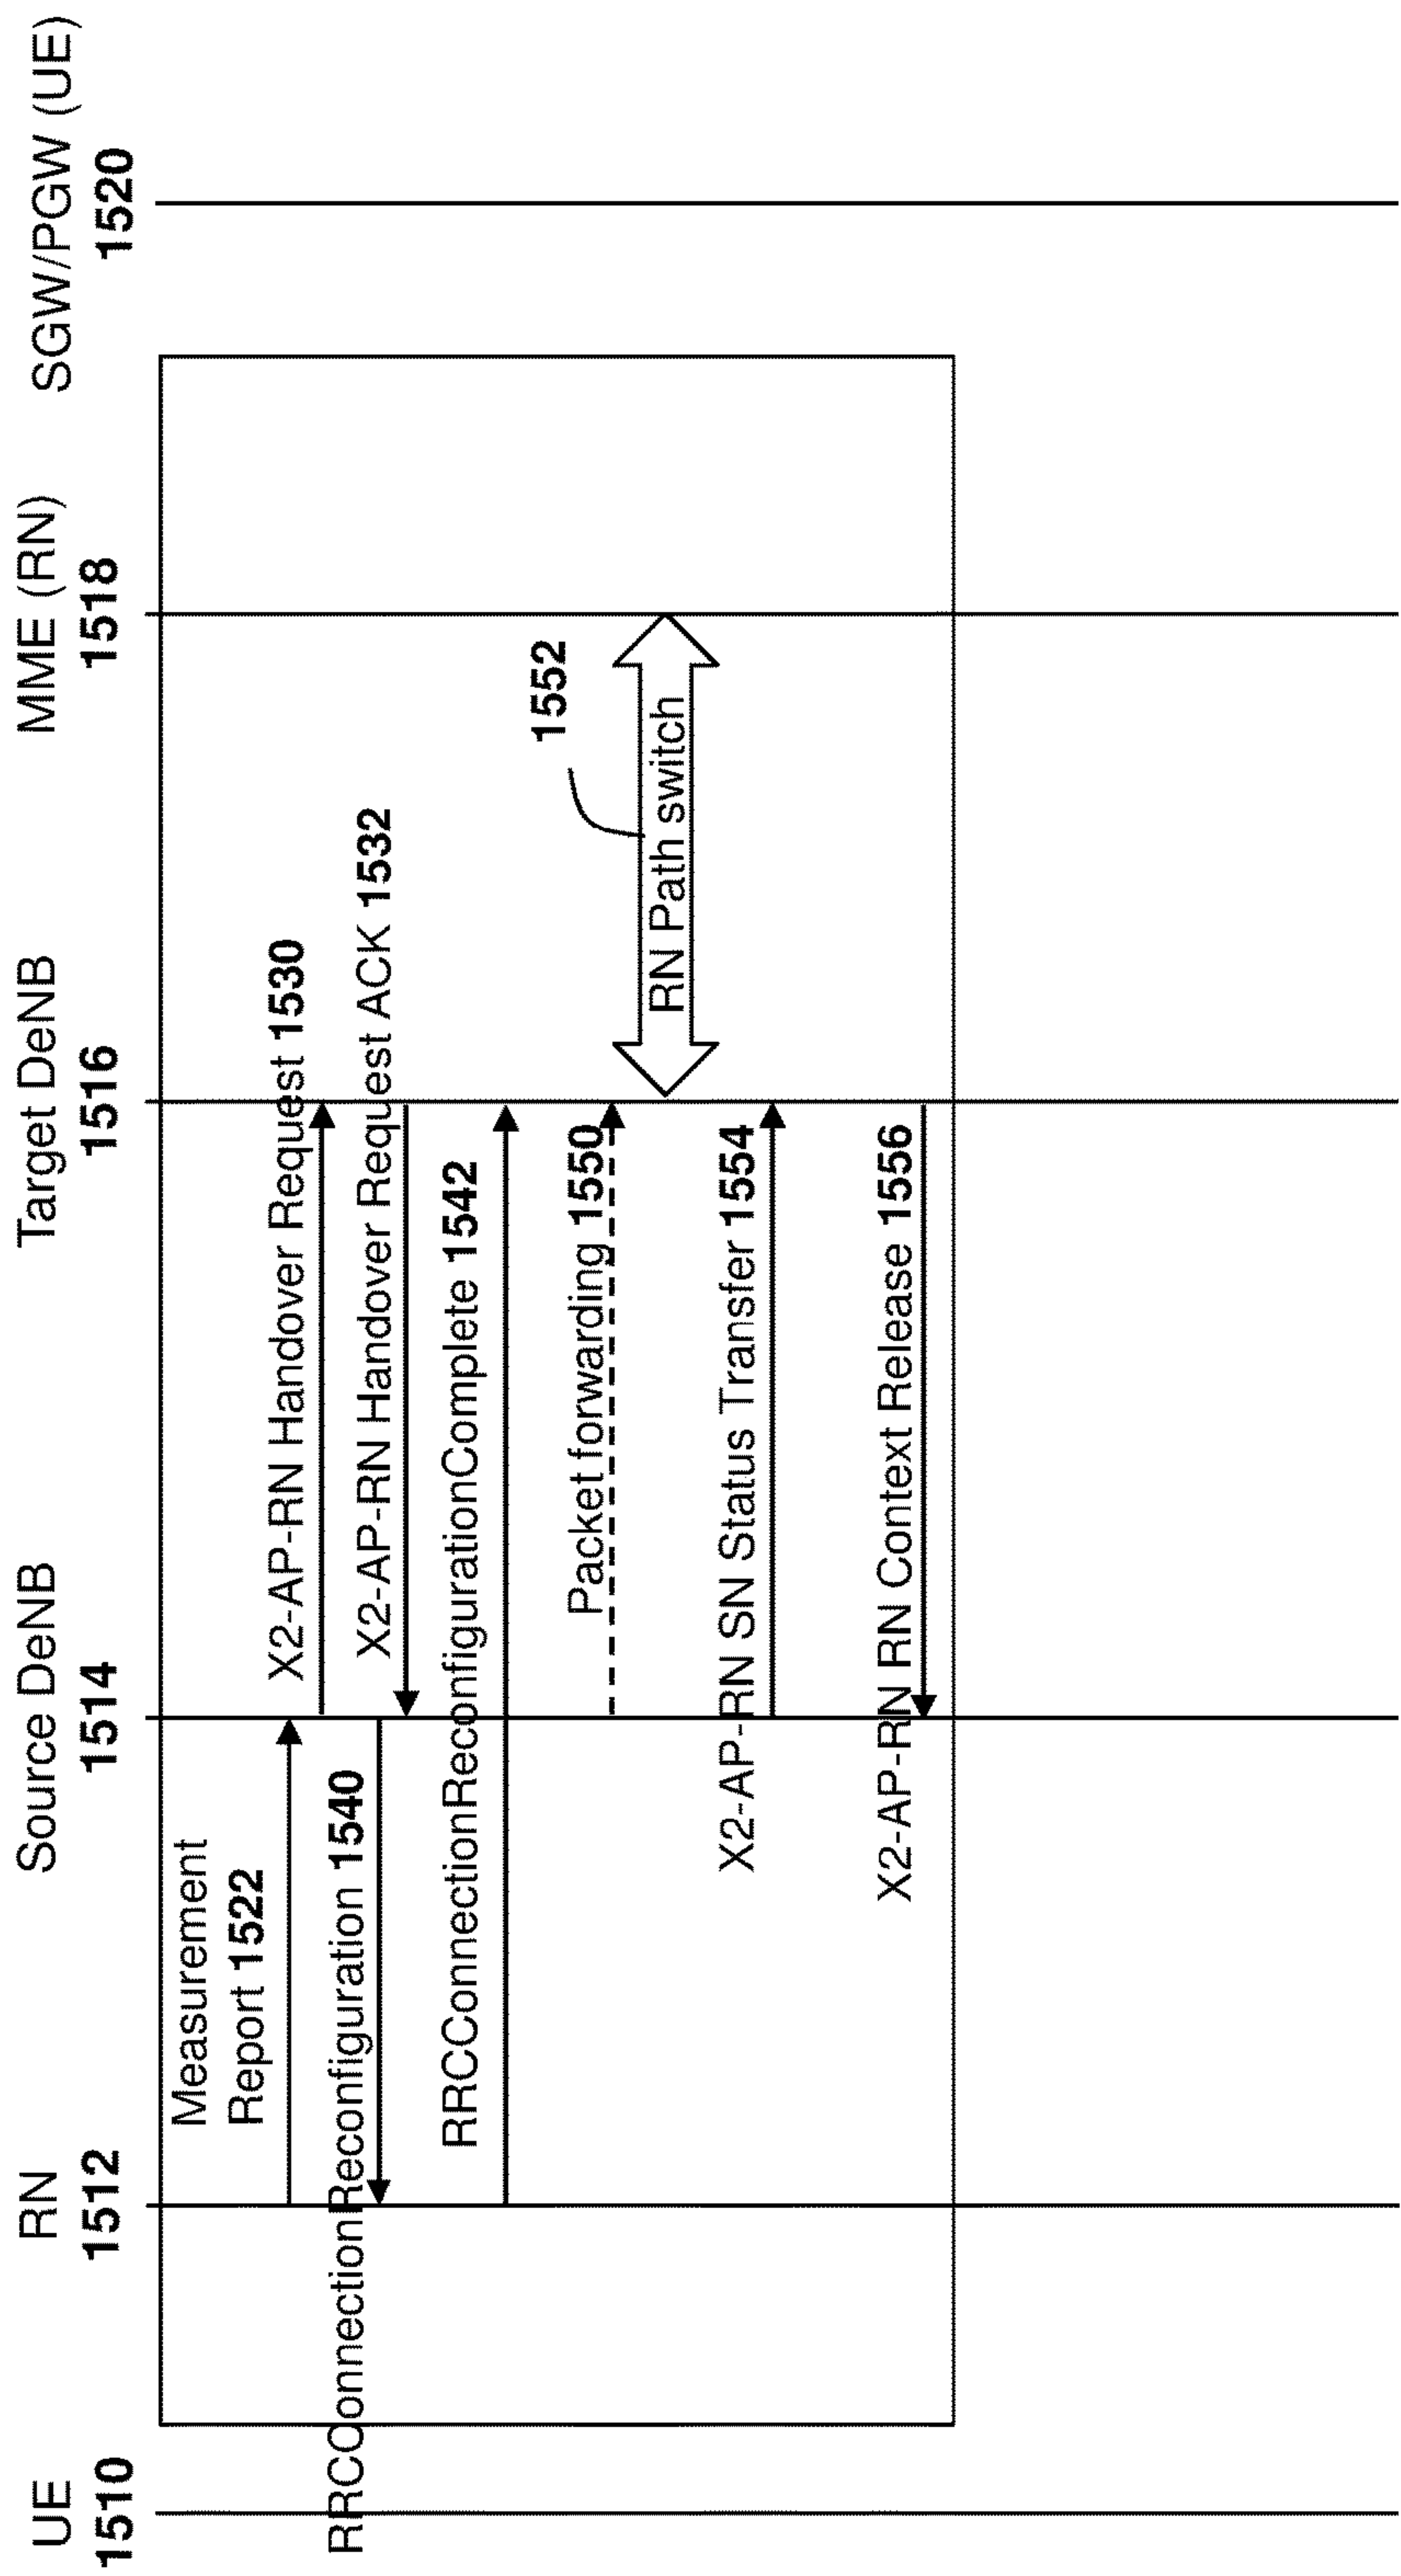 UE
1510
RN
1512
Source DeNB
1514
Target DeNB
1516
MME (RN)
1518
SGW/PGW (UE)
1520
Measurement
Report 1522
X2-AP-RN Handover Request 1530
RRCConnectionReconfiguration 1540
X2-AP-RN Handover Request ACK 1532
RRCConnectionReconfigurationComplete 1542
1552
Packet forwarding 1550
RN Path switch
X2-AP-RN SN Status Transfer 1554
X2-AP-RN RN Context Release 1556